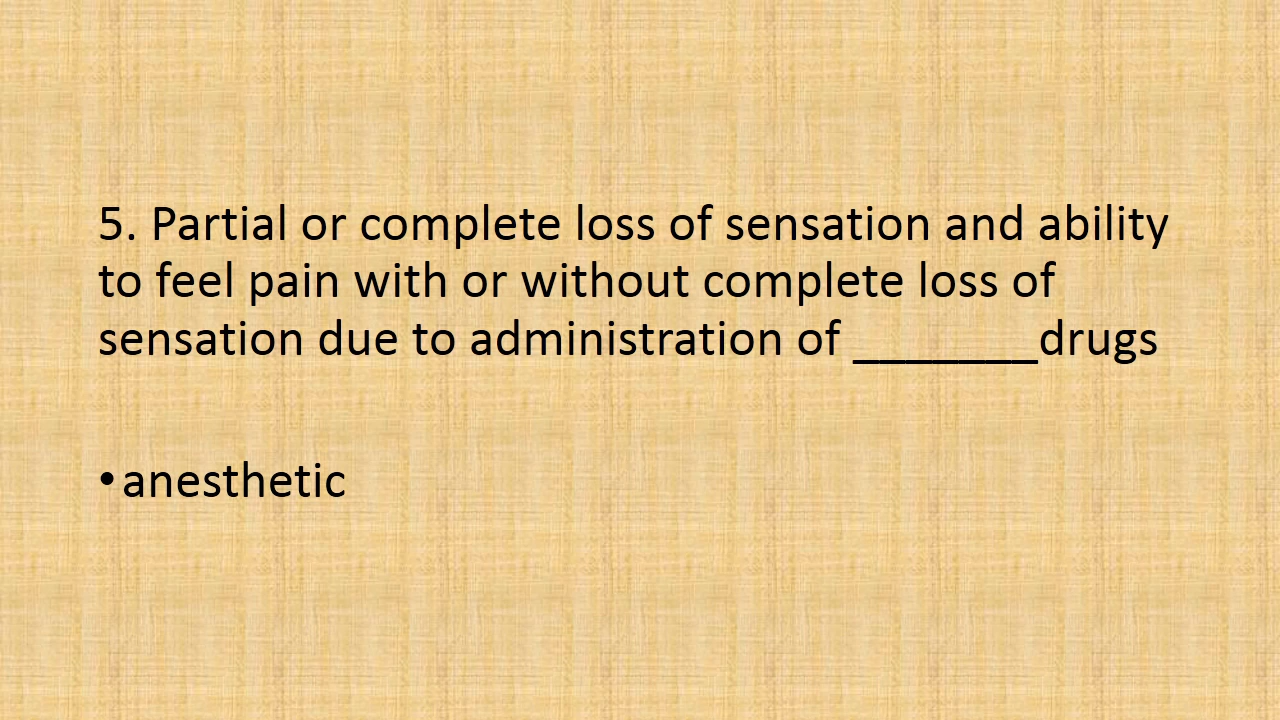 5. Partial or complete loss of sensation and ability
to feel pain with or without complete loss of
sensation due to administration of _______drugs
•anesthetic